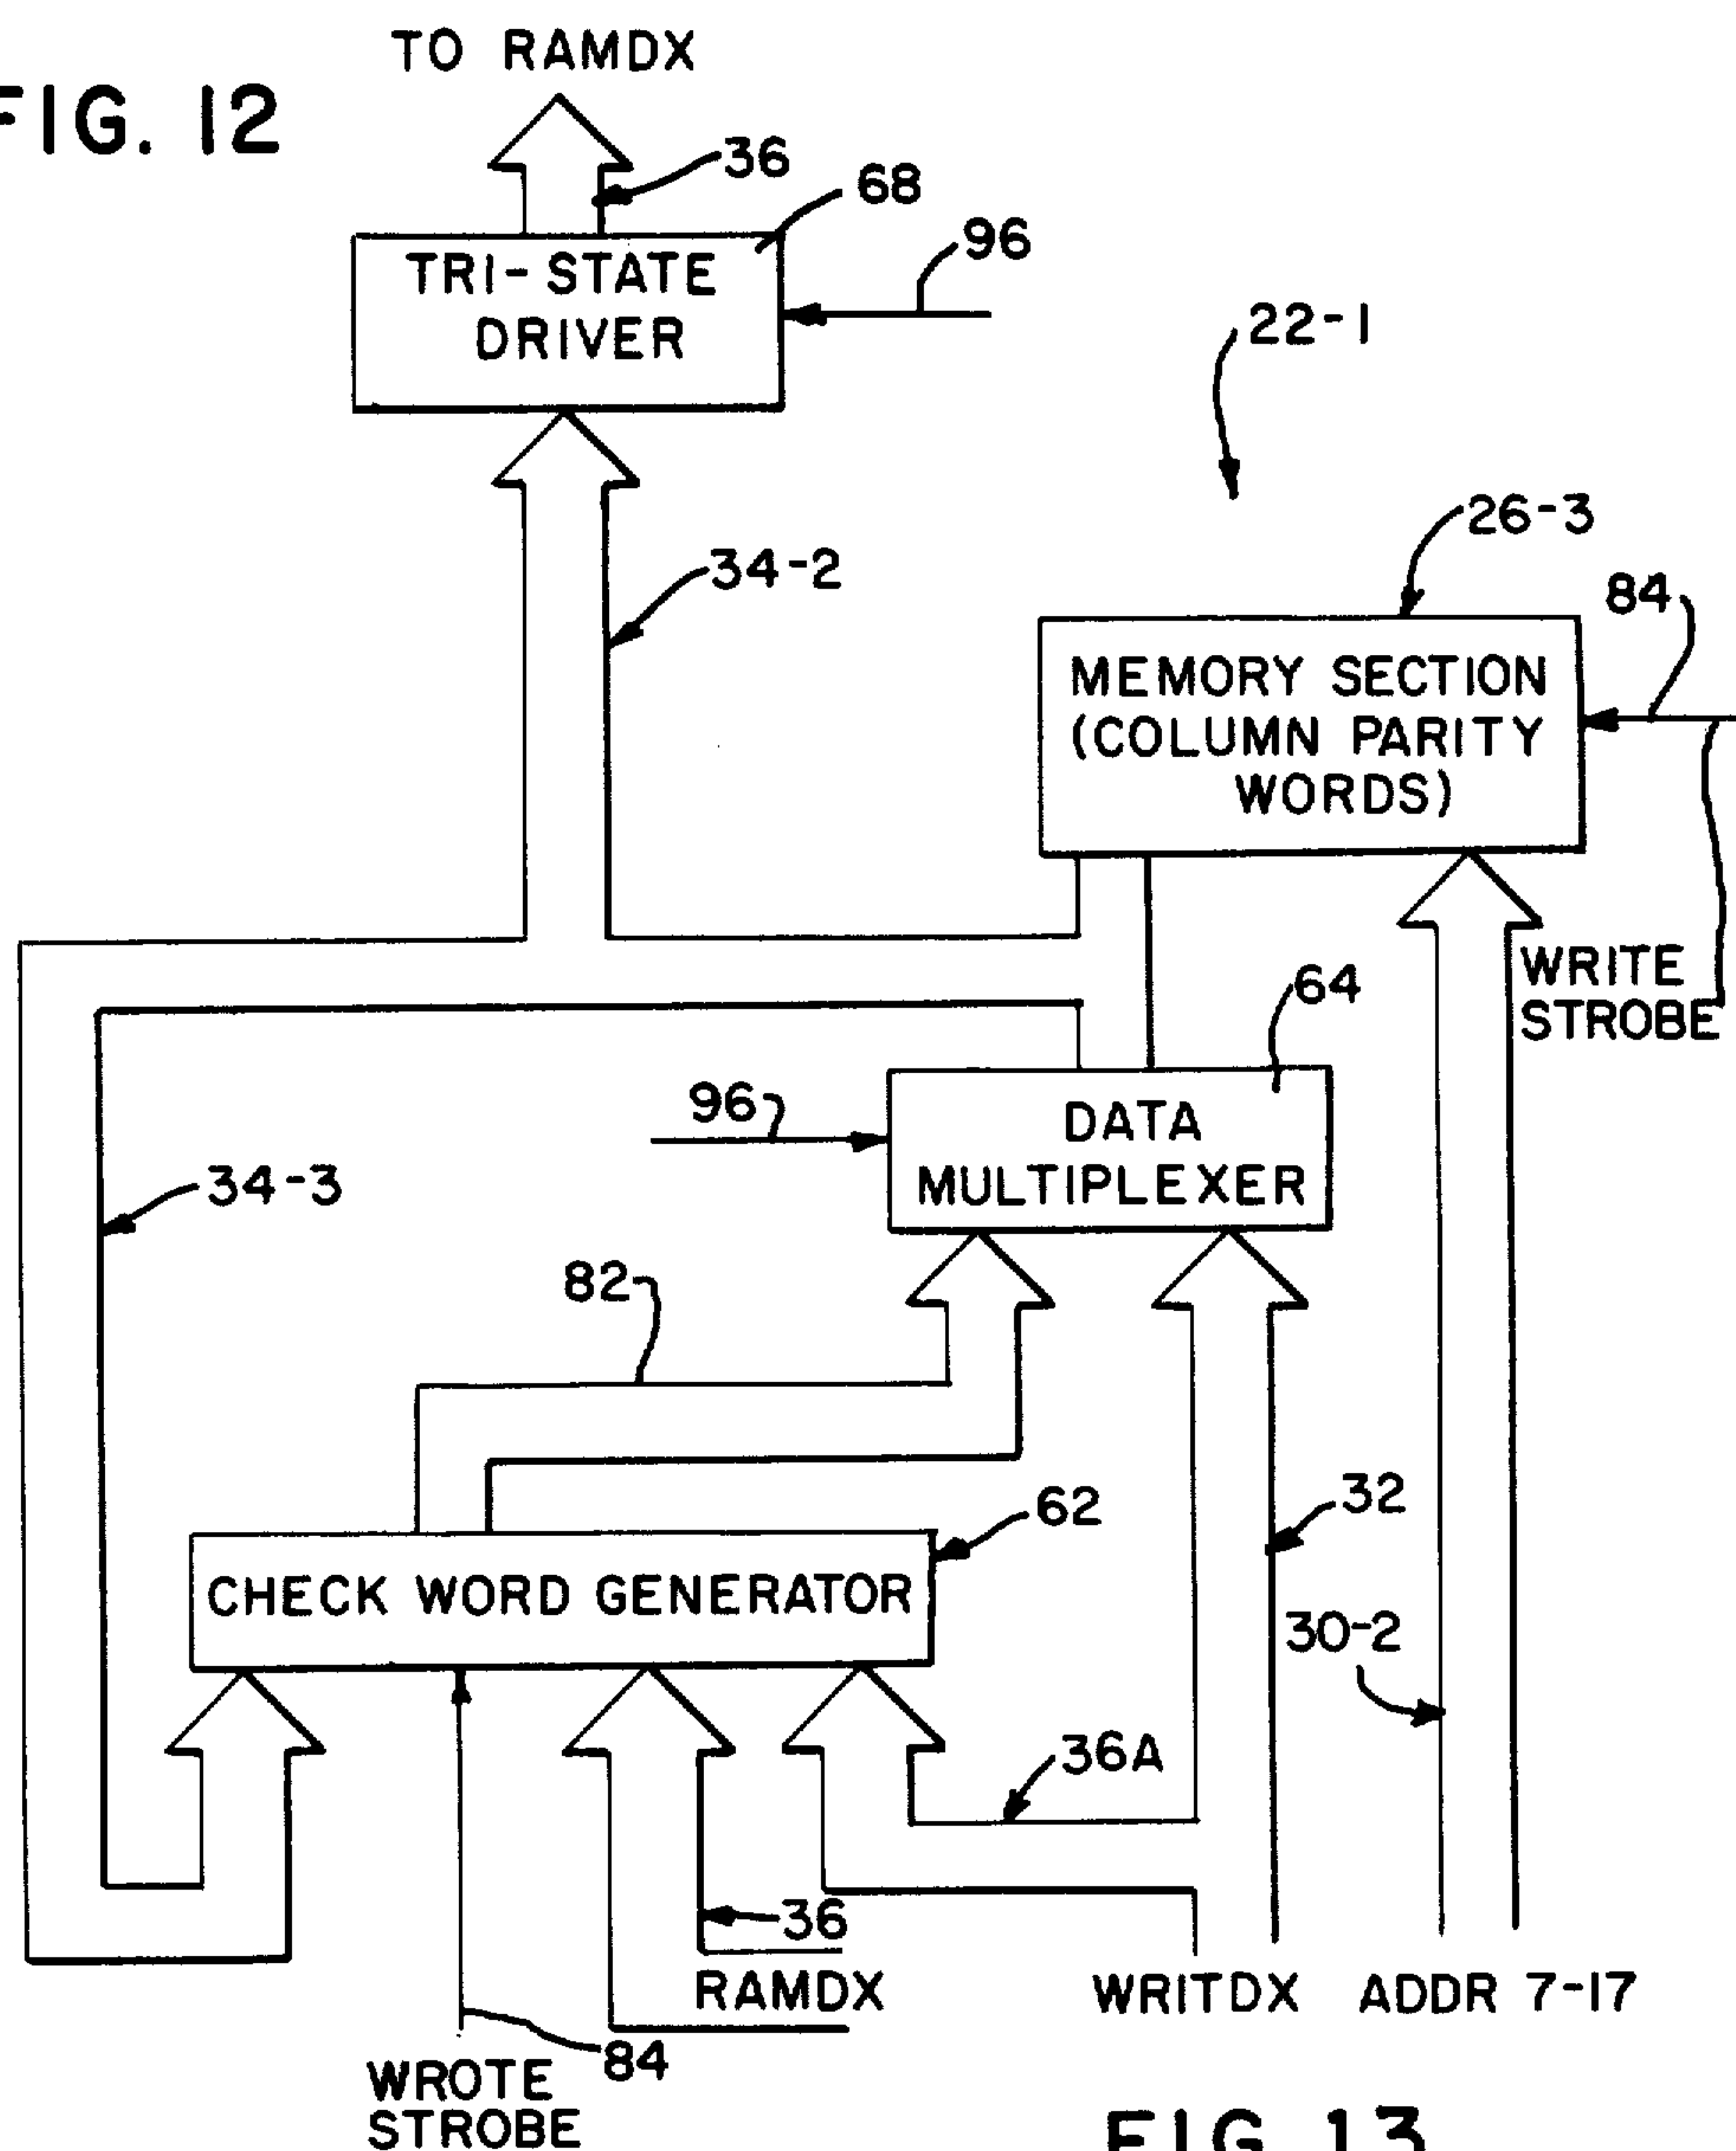 TO RAMDX
FIG. 12
36
68
96
TRI-STATE
DRIVER
22-1
26-3
34-2
84
MEMORY SECTION
(COLUMN PARITY
WORDS)
WRITE
STROBE
64
96
DATA
MULTIPLEXER
34-3
82
32
62
CHECK WORD GENERATOR
30-2
36A
36
RAMDX
WRITDX
ADDR 7-17
84
WROTE
STROBE
FIG. 13